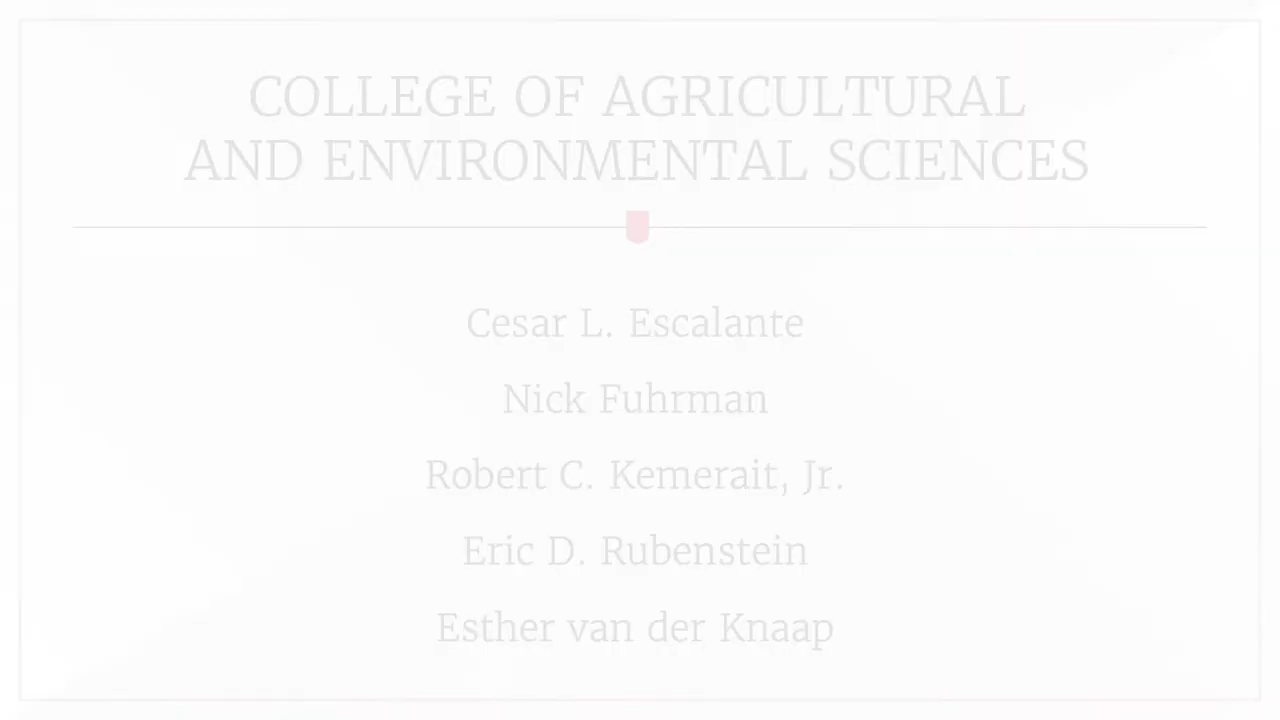 COLLEGE OF AGRICULTURAL
AND ENVIRONMENTAL SCIENCES
Cesar L. Escalante
Nick Fuhrman
Robert C. Kemerait, Jr.
Eric D. Rubenstein
Esther van der Knaap